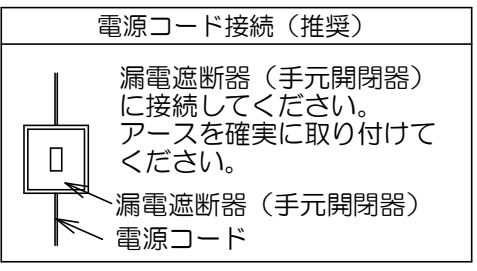 電源コード接続（推奨）
漏電遮断器（手元開閉器）
に接続してください。
アースを確実に取り付けて
ください。
漏電遮断器（手元開閉器）
電源コード